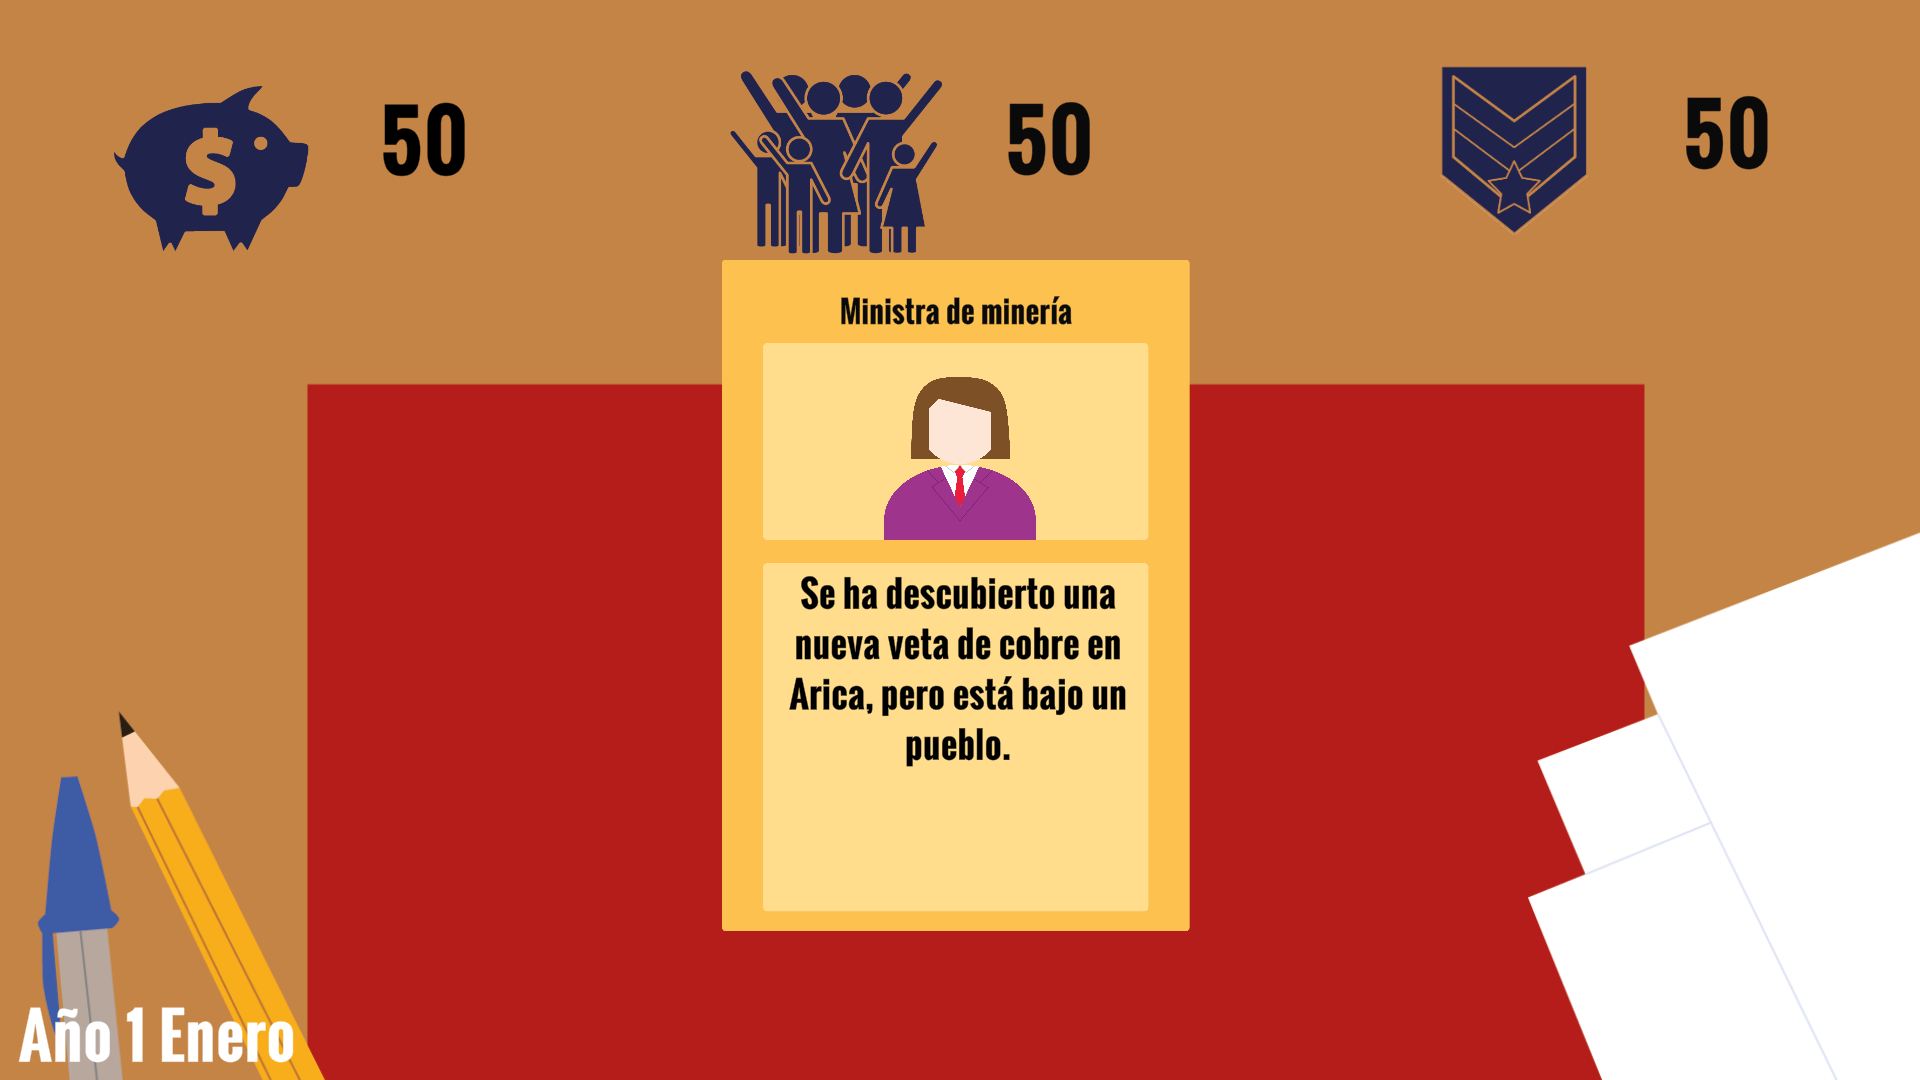 50
50
50
Ministra de minería
Se ha descubierto una
nueva veta de cobre en
Arica, pero está bajo un
pueblo.
Año 1 Enero